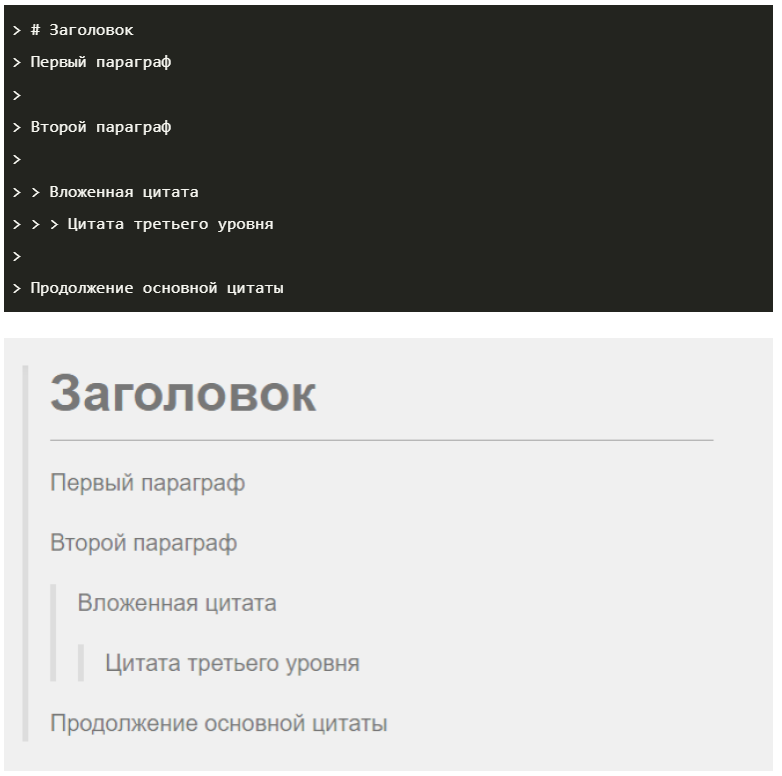 > # Заголовок
> Первый параграф
>
> Второй параграф
>
> > Вложенная цитата
> > > Цитата третьего уровня
>
> Продолжение основной цитаты
Заголовок
Первый параграф
Второй параграф
Вложенная цитата
Цитата третьего уровня
Продолжение основной цитаты